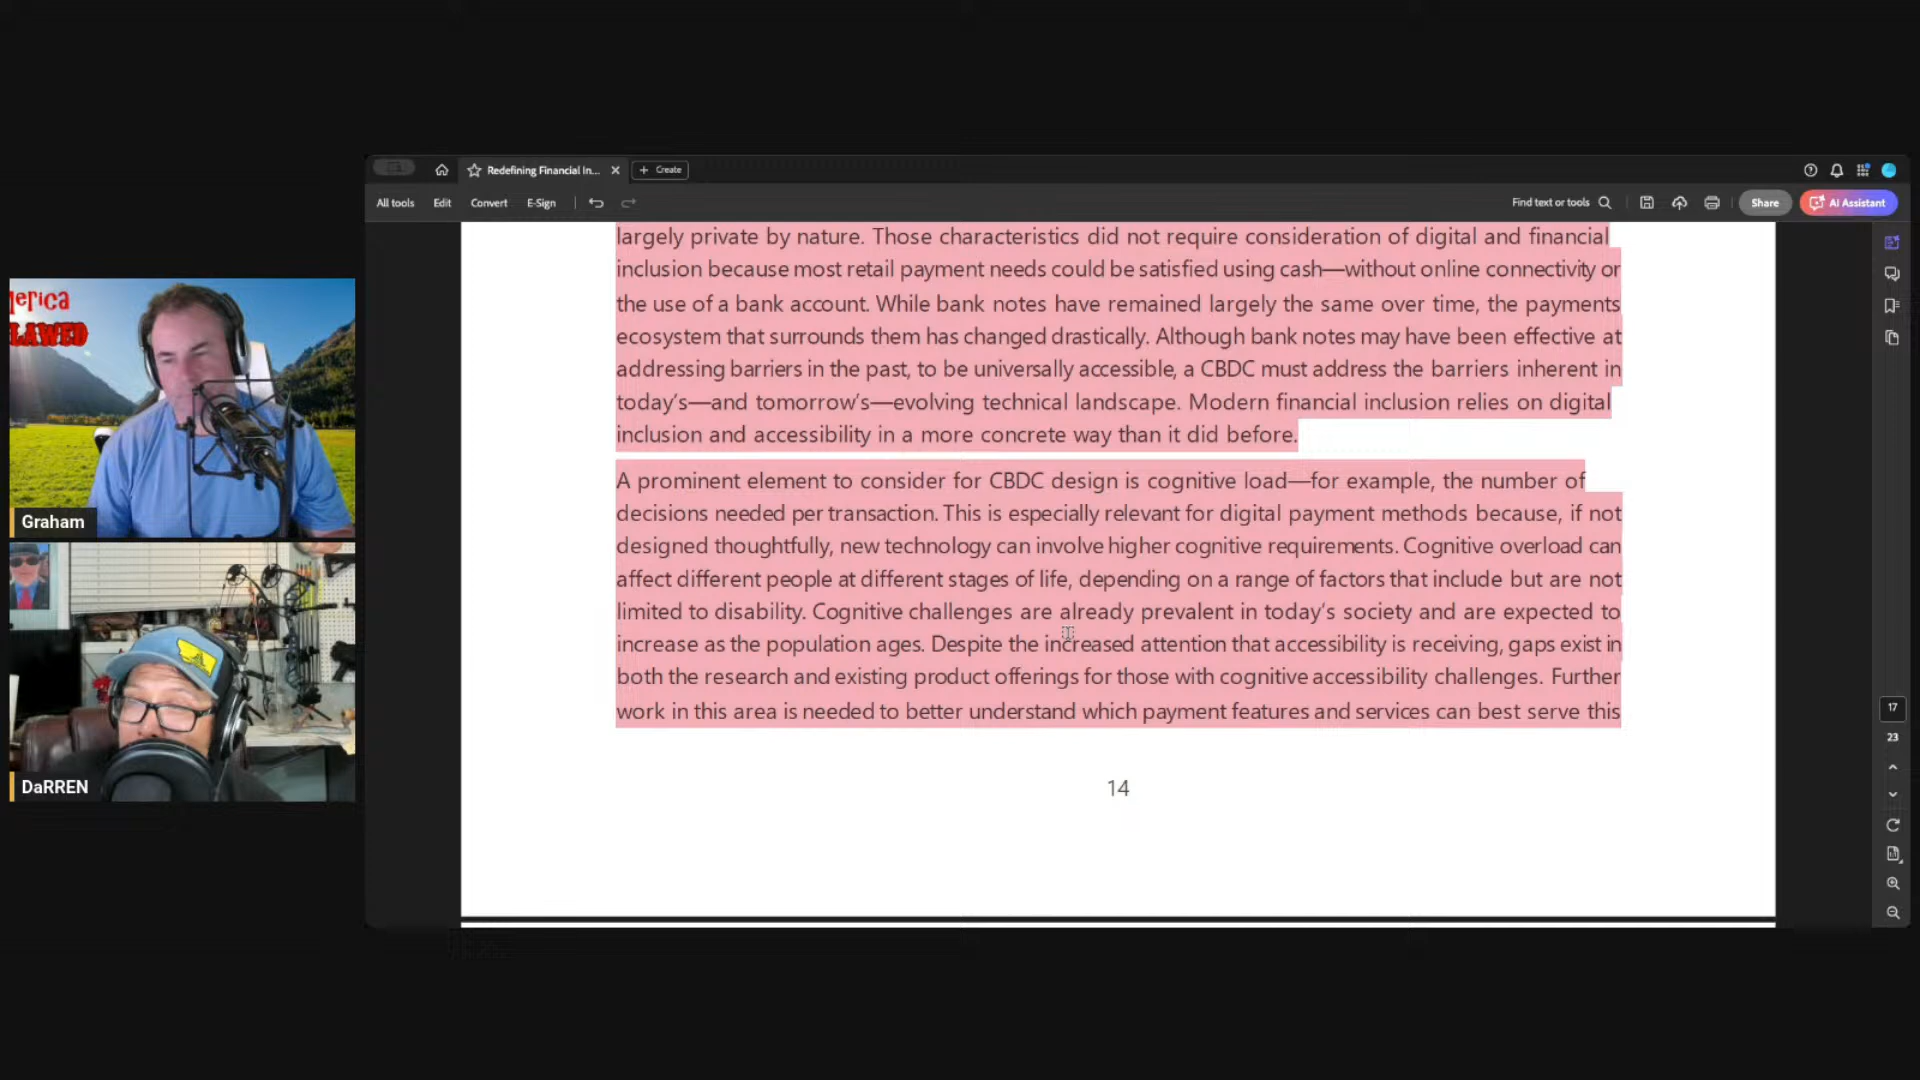 Redefining Financial In...
Create
All tools
Edit
Convert
E-Sign
Find text or tools
Share
AI Assistant
largely private by nature. Those characteristics did not require consideration of digital and financial
inclusion because most retail payment needs could be satisfied using cash—without online connectivity or
the use of a bank account. While bank notes have remained largely the same over time, the payments
ecosystem that surrounds them has changed drastically. Although bank notes may have been effective at
addressing barriers in the past, to be universally accessible, a CBDC must address the barriers inherent in
today’s—and tomorrow’s—evolving technical landscape. Modern financial inclusion relies on digital
inclusion and accessibility in a more concrete way than it did before.
A prominent element to consider for CBDC design is cognitive load—for example, the number of
decisions needed per transaction. This is especially relevant for digital payment methods because, if not
designed thoughtfully, new technology can involve higher cognitive requirements. Cognitive overload can
affect different people at different stages of life, depending on a range of factors that include but are not
limited to disability. Cognitive challenges are already prevalent in today’s society and are expected to
increase as the population ages. Despite the increased attention that accessibility is receiving, gaps exist in
both the research and existing product offerings for those with cognitive accessibility challenges. Further
work in this area is needed to better understand which payment features and services can best serve this
14
17
23
Graham
DaRREN